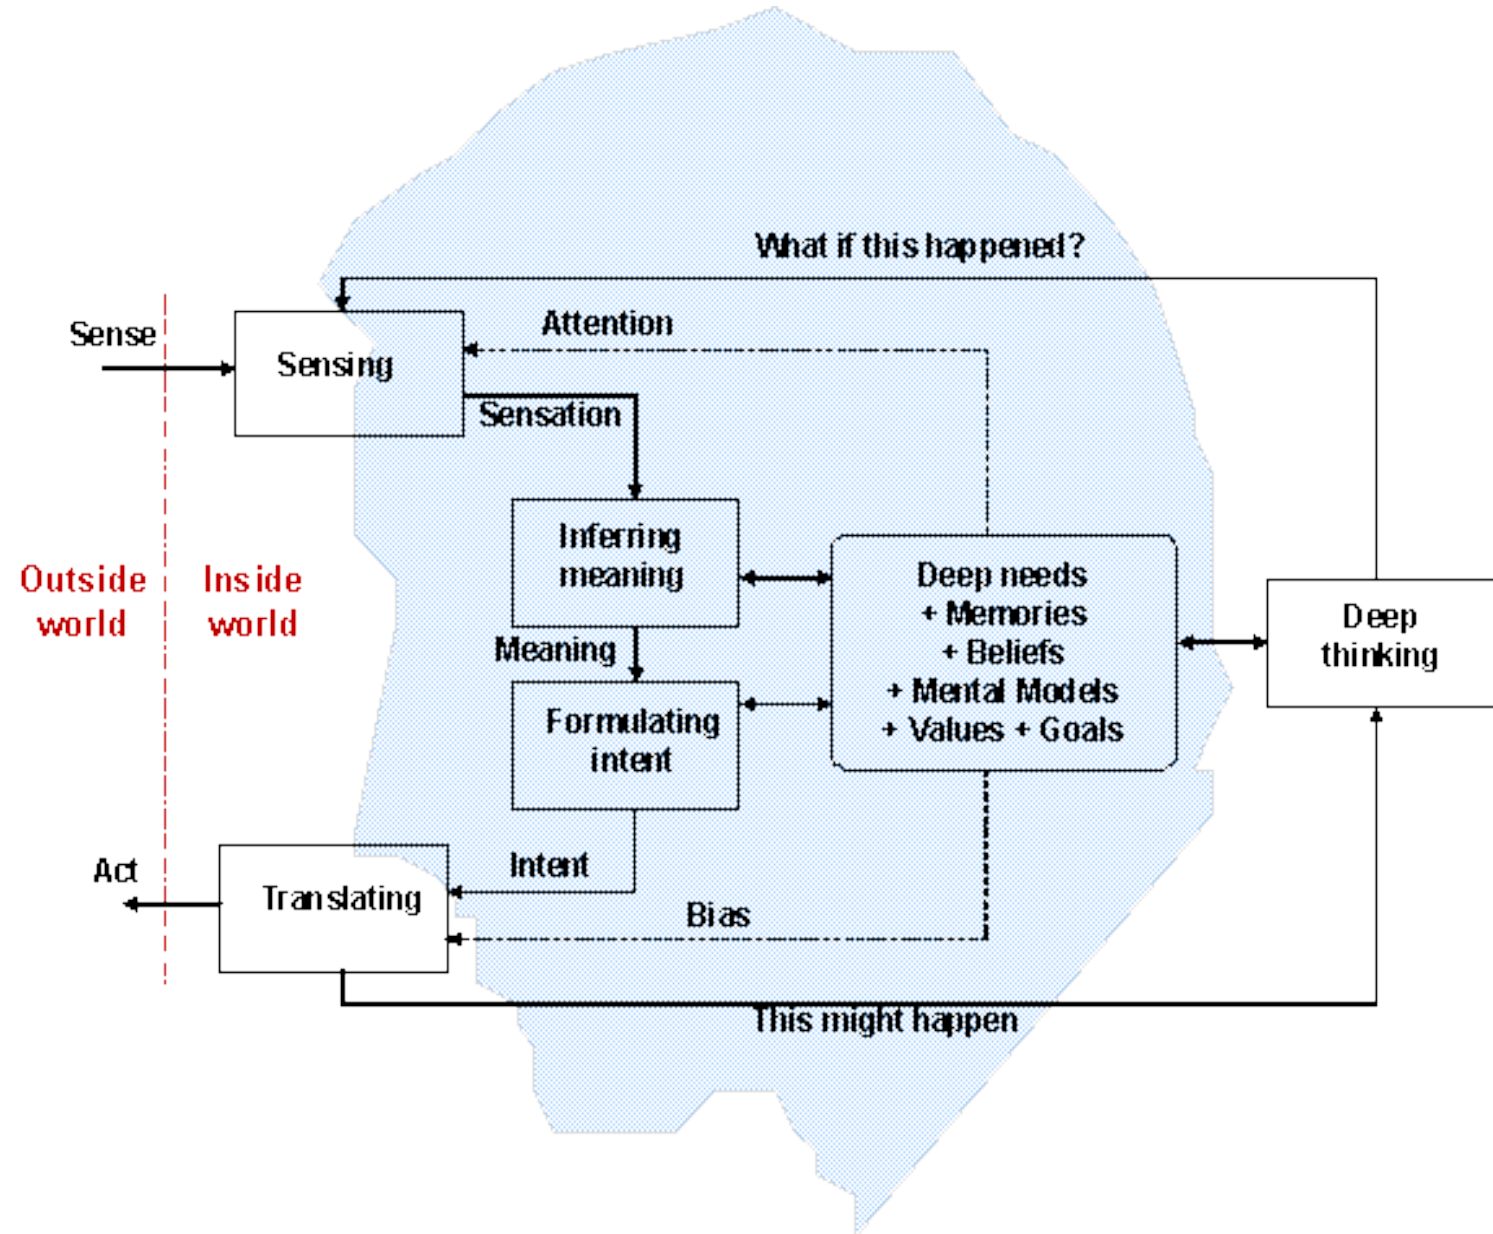 What if this happened?
Attention
Sense
Sensing
Sensation
Inferring
meaning
Outside
world
Inside
world
Deep needs
+ Memories
+ Beliefs
+ Mental Models
+ Values + Goals
Deep
thinking
Meaning
Formulating
intent
Intent
Act
Translating
Bias
This might happen